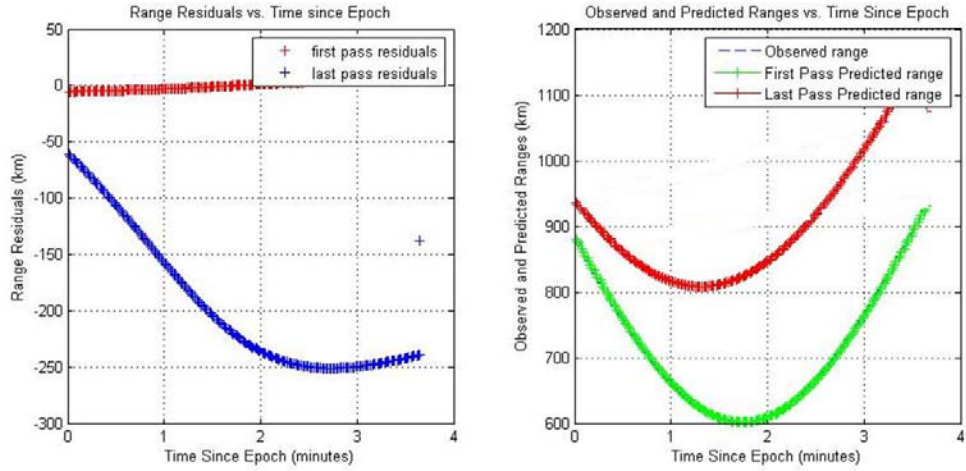 Range Residuals vs. Time since Epoch
50
0
-50
-100
-150
-200
-250
-300
0 1 2 3 4
Range Residuals (km)
Time Since Epoch (minutes)
first pass residuals
last pass residuals
Observed and Predicted Ranges vs. Time Since Epoch
1200
1100
1000
900
800
700
600
0 1 2 3 4
Observed and Predicted Ranges (km)
Time Since Epoch (minutes)
Observed range
First Pass Predicted range
Last Pass Predicted range